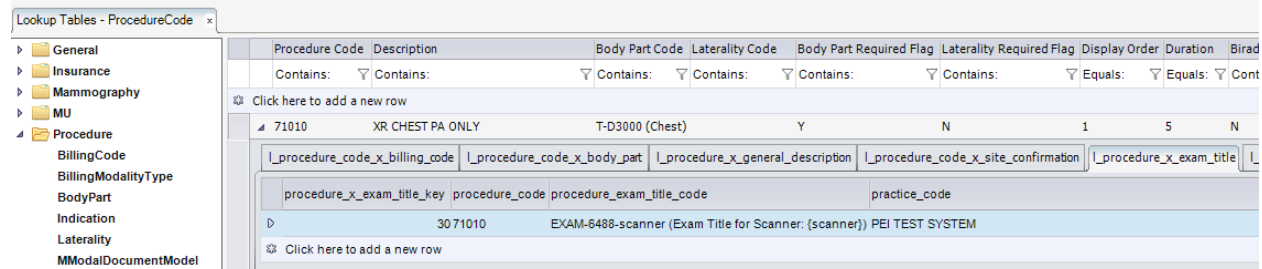 Lookup Tables - ProcedureCode x
General
Insurance
Mammography
MU
Procedure
BillingCode
BillingModalityType
BodyPart
Indication
Laterality
MModalDocumentModel
Procedure Code Description Body Part Code Laterality Code Body Part Required Flag Laterality Required Flag Display Order Duration Birad
Contains: Contains: Contains: Contains: Contains: Contains: Equals: Equals: Cont
Click here to add a new row
71010 XR CHEST PA ONLY T-D3000 (Chest) Y N 1 5 N
l_procedure_code_x_billing_code l_procedure_code_x_body_part l_procedure_x_general_description l_procedure_code_x_site_confirmation l_procedure_x_exam_title l_
procedure_x_exam_title_key procedure_code procedure_exam_title_code practice_code
30 71010 EXAM-6488-scanner (Exam Title for Scanner: {scanner}) PEI TEST SYSTEM
Click here to add a new row